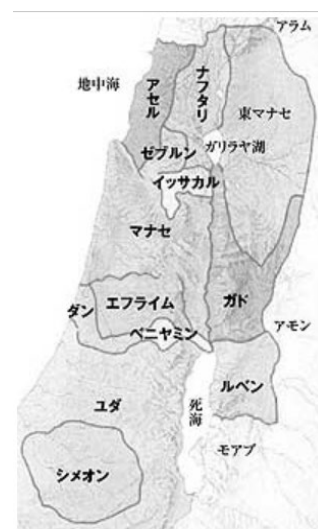 アラム
地中海
アセル
ナフタリ
東マナセ
ガリラヤ湖
ゼブルン
イッサカル
マナセ
エフライム
ガド
ダン
ベニヤミン
アモン
ルベン
ユダ
死海
モアブ
シメオン